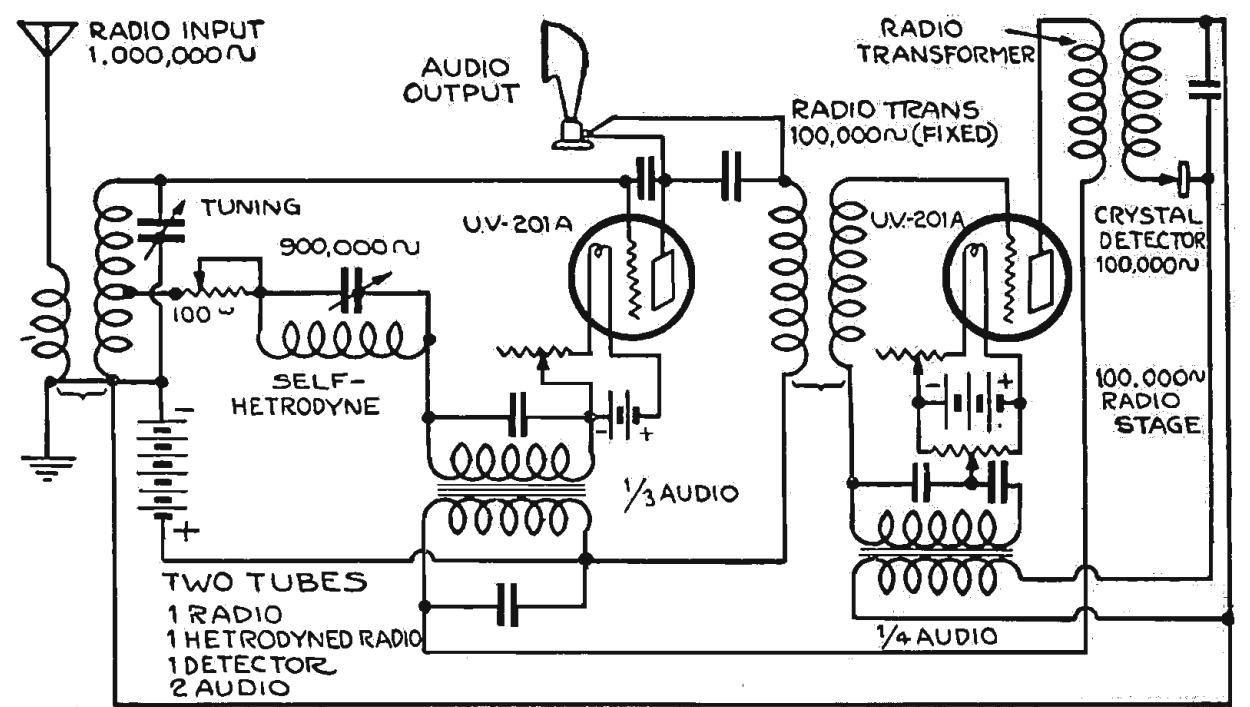 RADIO INPUT
1.000,000~
AUDIO
OUTPUT
RADIO
TRANSFORMER
RADIO TRANS
100,000~(FIXED)
TUNING
900,000~
100~
U.V-201A
U.V-201A
CRYSTAL
DETECTOR
100,000~
SELF-
HETRODYNE
- +
- +
100.000~
RADIO
STAGE
-
+
1/3 AUDIO
TWO TUBES
1 RADIO
1 HETRODYNED RADIO
1 DETECTOR
2 AUDIO
1/4 AUDIO